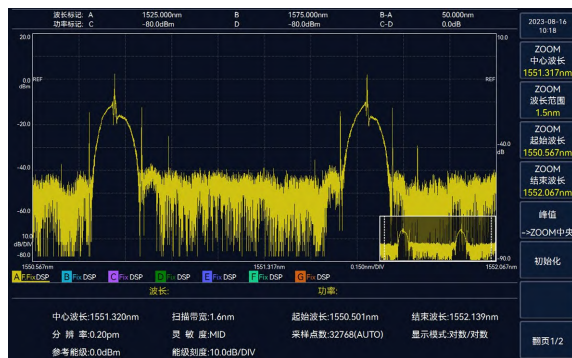 波长标记: A 1525.000nm B 1575.000nm B-A 50.000nm
功率标记: C -80.0dBm D -80.0dBm C-D 0.0dB
2023-08-16
10:18
20.0
10.0
0.0 REF
dBm
REF
-20.0
-40.0
-40.0
dB
-60.0
10.0
dB/DIV
-80.0
-90.0
1550.567nm 1551.317nm 0.150nm/DIV 1552.067nm
A F.FixDSP B Fix DSP C Fix DSP D Fix DSP E Fix DSP F Fix DSP G Fix DSP
波长: 功率:
中心波长:1551.320nm 扫描带宽:1.6nm 起始波长:1550.501nm 结束波长:1552.139nm
分 辨 率:0.20pm 灵 敏 度:MID 采样点数:32768(AUTO) 显示模式:对数/对数
参考能级:0.0dBm 能级刻度:10.0dB/DIV
ZOOM
中心波长
1551.317nm
ZOOM
波长范围
1.5nm
ZOOM
起始波长
1550.567nm
ZOOM
结束波长
1552.067nm
峰值
->ZOOM中央
初始化
翻页1/2